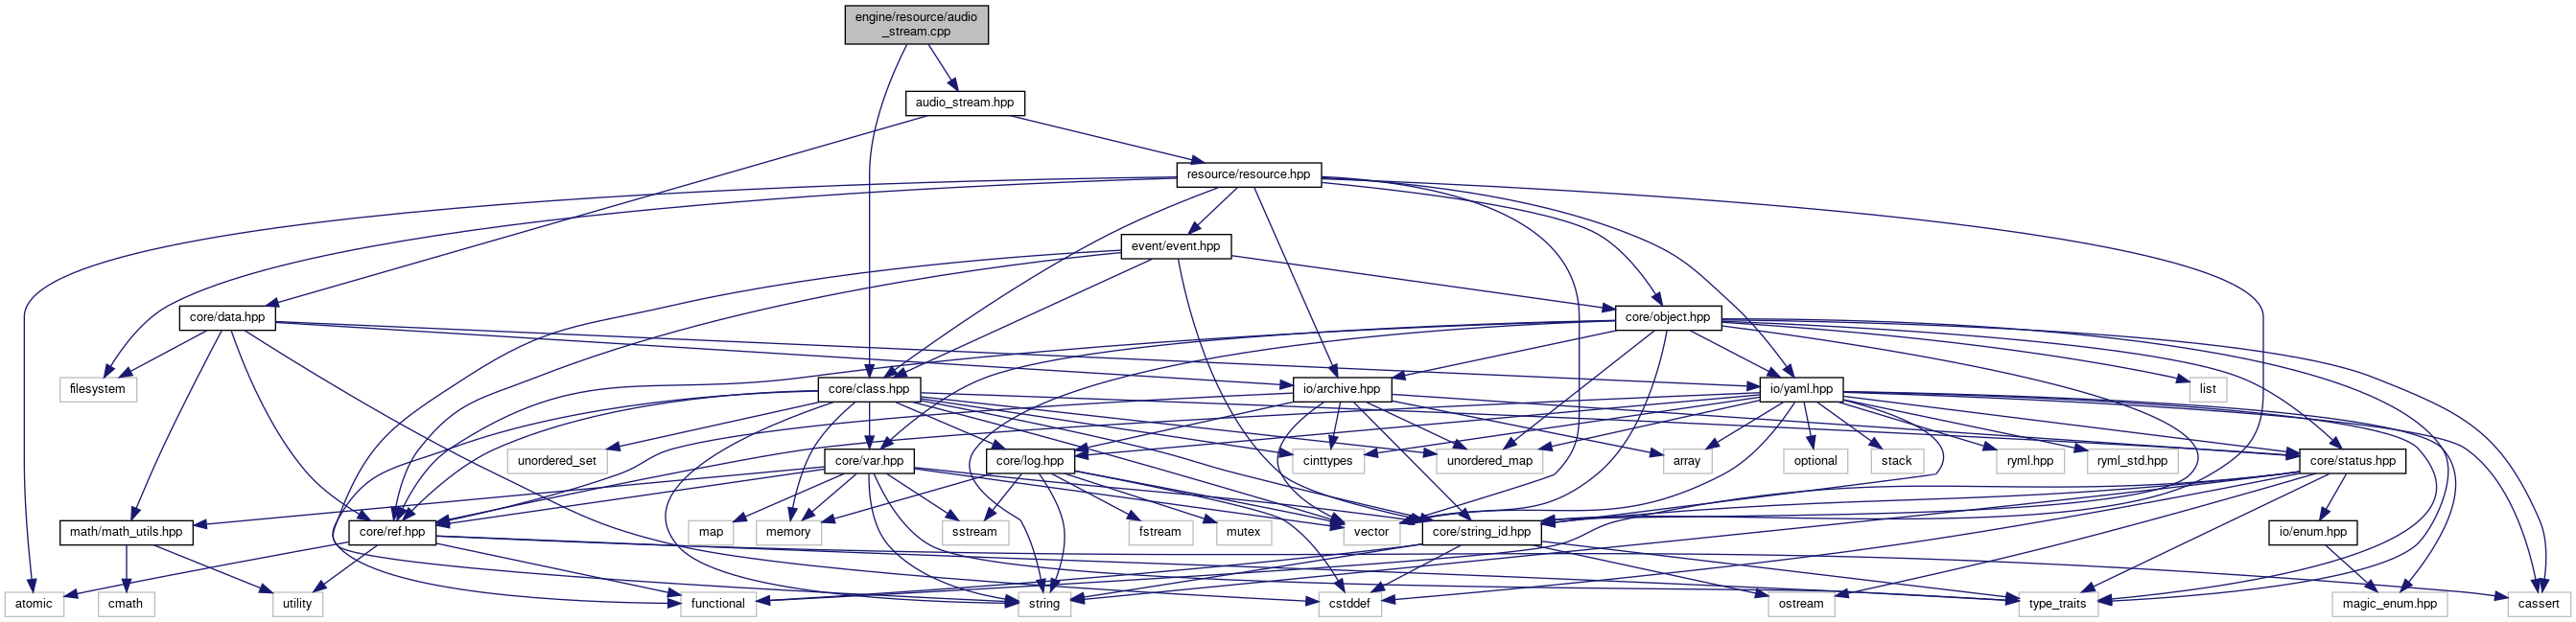 engine/resource/audio
_stream.cpp
audio_stream.hpp
resource/resource.hpp
event/event.hpp
core/data.hpp
core/object.hpp
filesystem
core/class.hpp
io/archive.hpp
io/yaml.hpp
list
unordered_set
core/var.hpp
core/log.hpp
cinttypes
unordered_map
array
optional
stack
ryml.hpp
ryml_std.hpp
core/status.hpp
math/math_utils.hpp
core/ref.hpp
map
memory
sstream
fstream
mutex
vector
core/string_id.hpp
io/enum.hpp
atomic
cmath
utility
functional
string
cstddef
ostream
type_traits
magic_enum.hpp
cassert